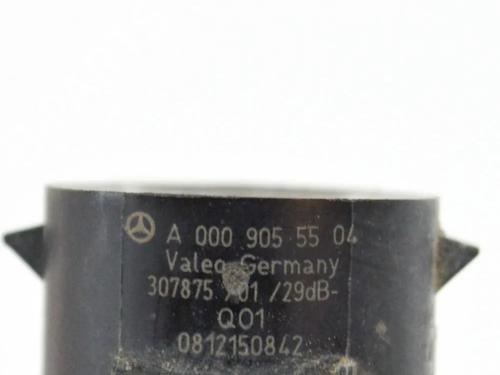 A 000 905 55 04
Valeo Germany
307875 /01 /29dB-
Q01
0812150842